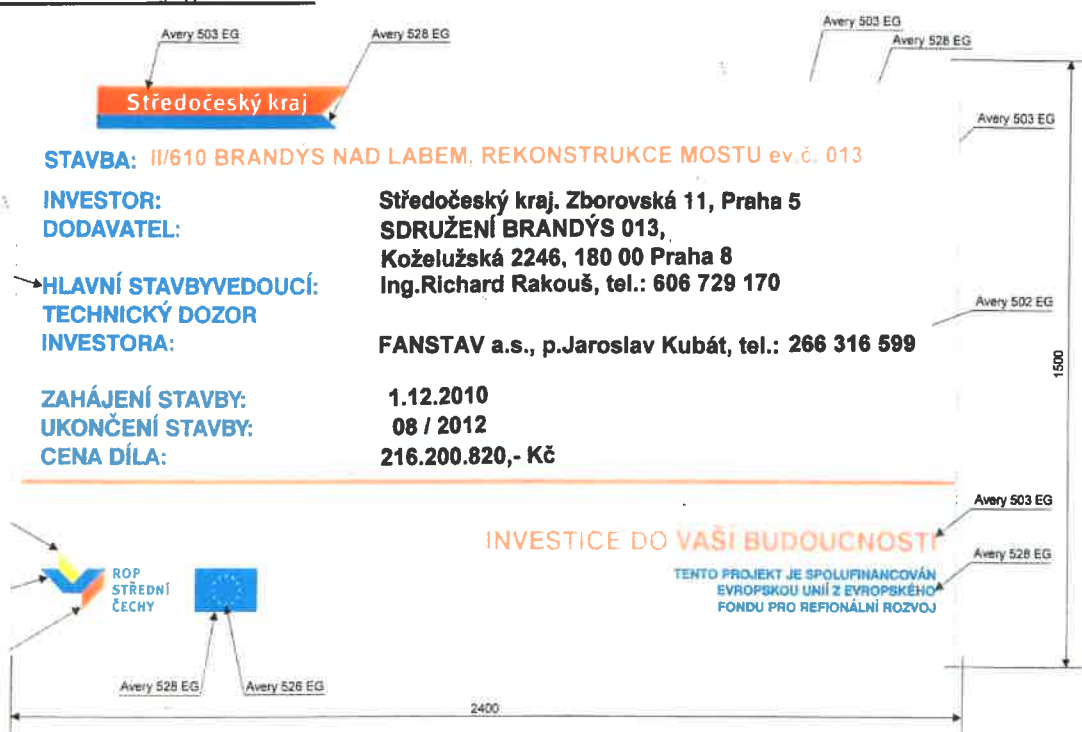 Avery 503 EG
Avery 528 EG
Avery 503 EG
Avery 528 EG
Středočeský kraj
Avery 503 EG
STAVBA: II/610 BRANDÝS NAD LABEM, REKONSTRUKCE MOSTU ev.č. 013
INVESTOR: Středočeský kraj. Zborovská 11, Praha 5
DODAVATEL: SDRUŽENÍ BRANDÝS 013,
Koželužská 2246, 180 00 Praha 8
HLAVNÍ STAVBYVEDOUCÍ: Ing.Richard Rakouš, tel.: 606 729 170
TECHNICKÝ DOZOR
Avery 502 EG
INVESTORA: FANSTAV a.s., p.Jaroslav Kubát, tel.: 266 316 599
1500
ZAHÁJENÍ STAVBY: 1.12.2010
UKONČENÍ STAVBY: 08 / 2012
CENA DÍLA: 216.200.820,- Kč
Avery 503 EG
INVESTICE DO VAŠÍ BUDOUCNOSTI
Avery 528 EG
ROP
STŘEDNÍ
ČECHY
TENTO PROJEKT JE SPOLUFINANCOVÁN
EVROPSKOU UNIÍ Z EVROPSKÉHO
FONDU PRO REFIONÁLNÍ ROZVOJ
Avery 528 EG
Avery 526 EG
2400